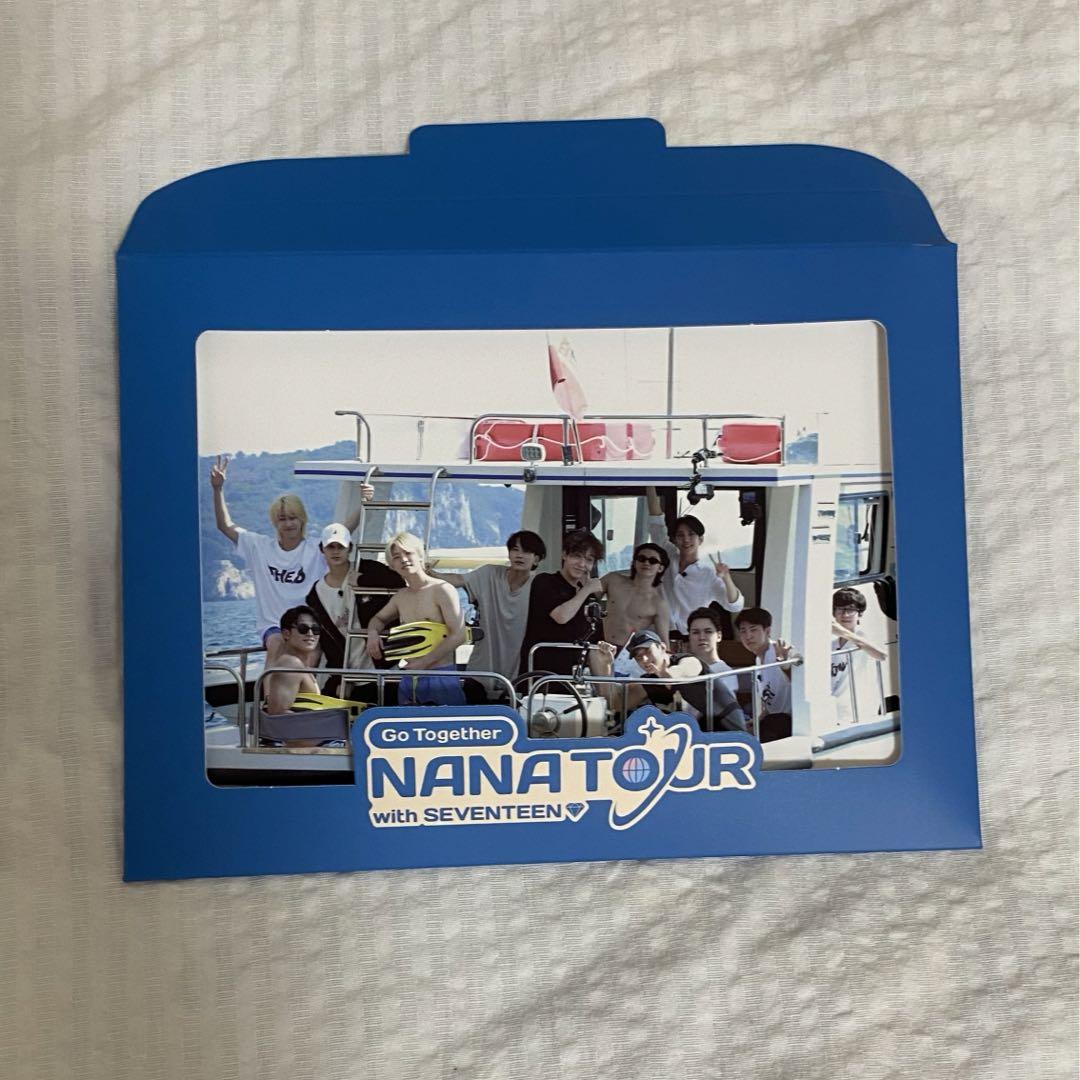 Go Together
NANA TOUR
with SEVENTEEN